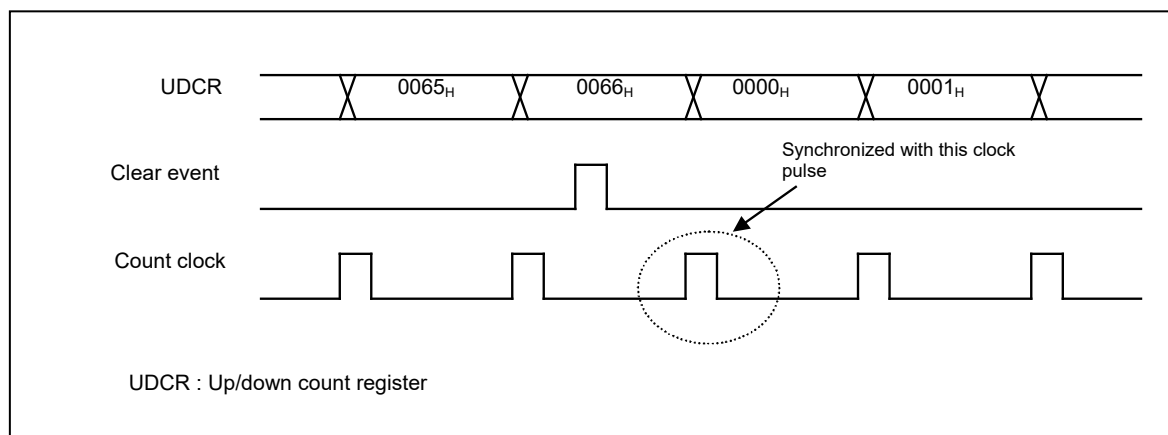 UDCR 0065H 0066H 0000H 0001H
Synchronized with this clock
pulse
Clear event
Count clock
UDCR : Up/down count register